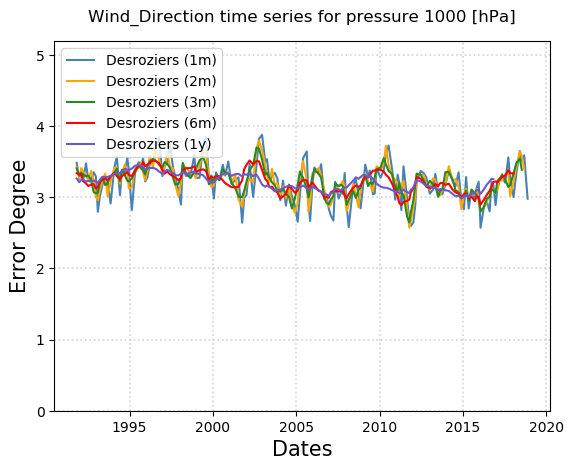 Wind_Direction time series for pressure 1000 [hPa]
Desroziers (1m)
Desroziers (2m)
Desroziers (3m)
Desroziers (6m)
Desroziers (1y)
5
4
3
2
1
0
Error Degree
1995 2000 2005 2010 2015 2020
Dates